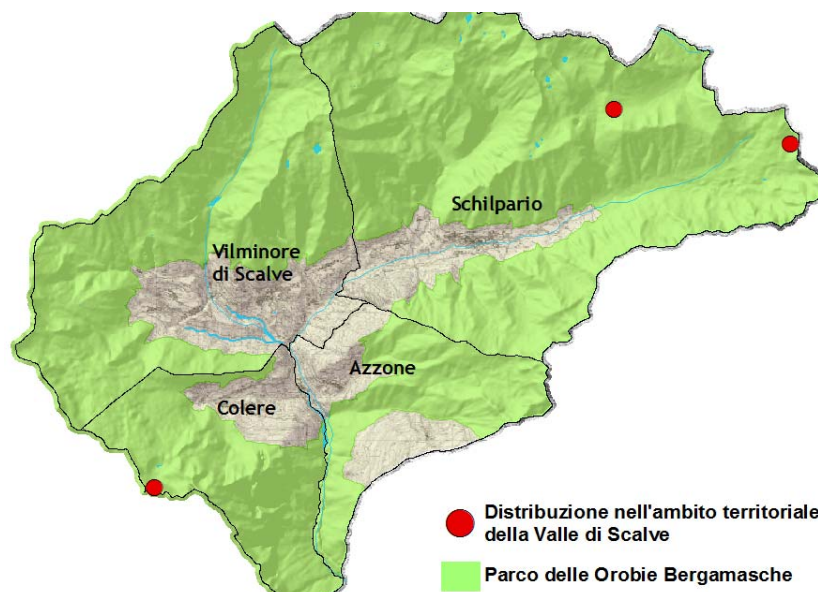 Schilpario
Vilminore
di Scalve
Azzone
Colere
Distribuzione nell'ambito territoriale
della Valle di Scalve
Parco delle Orobie Bergamasche